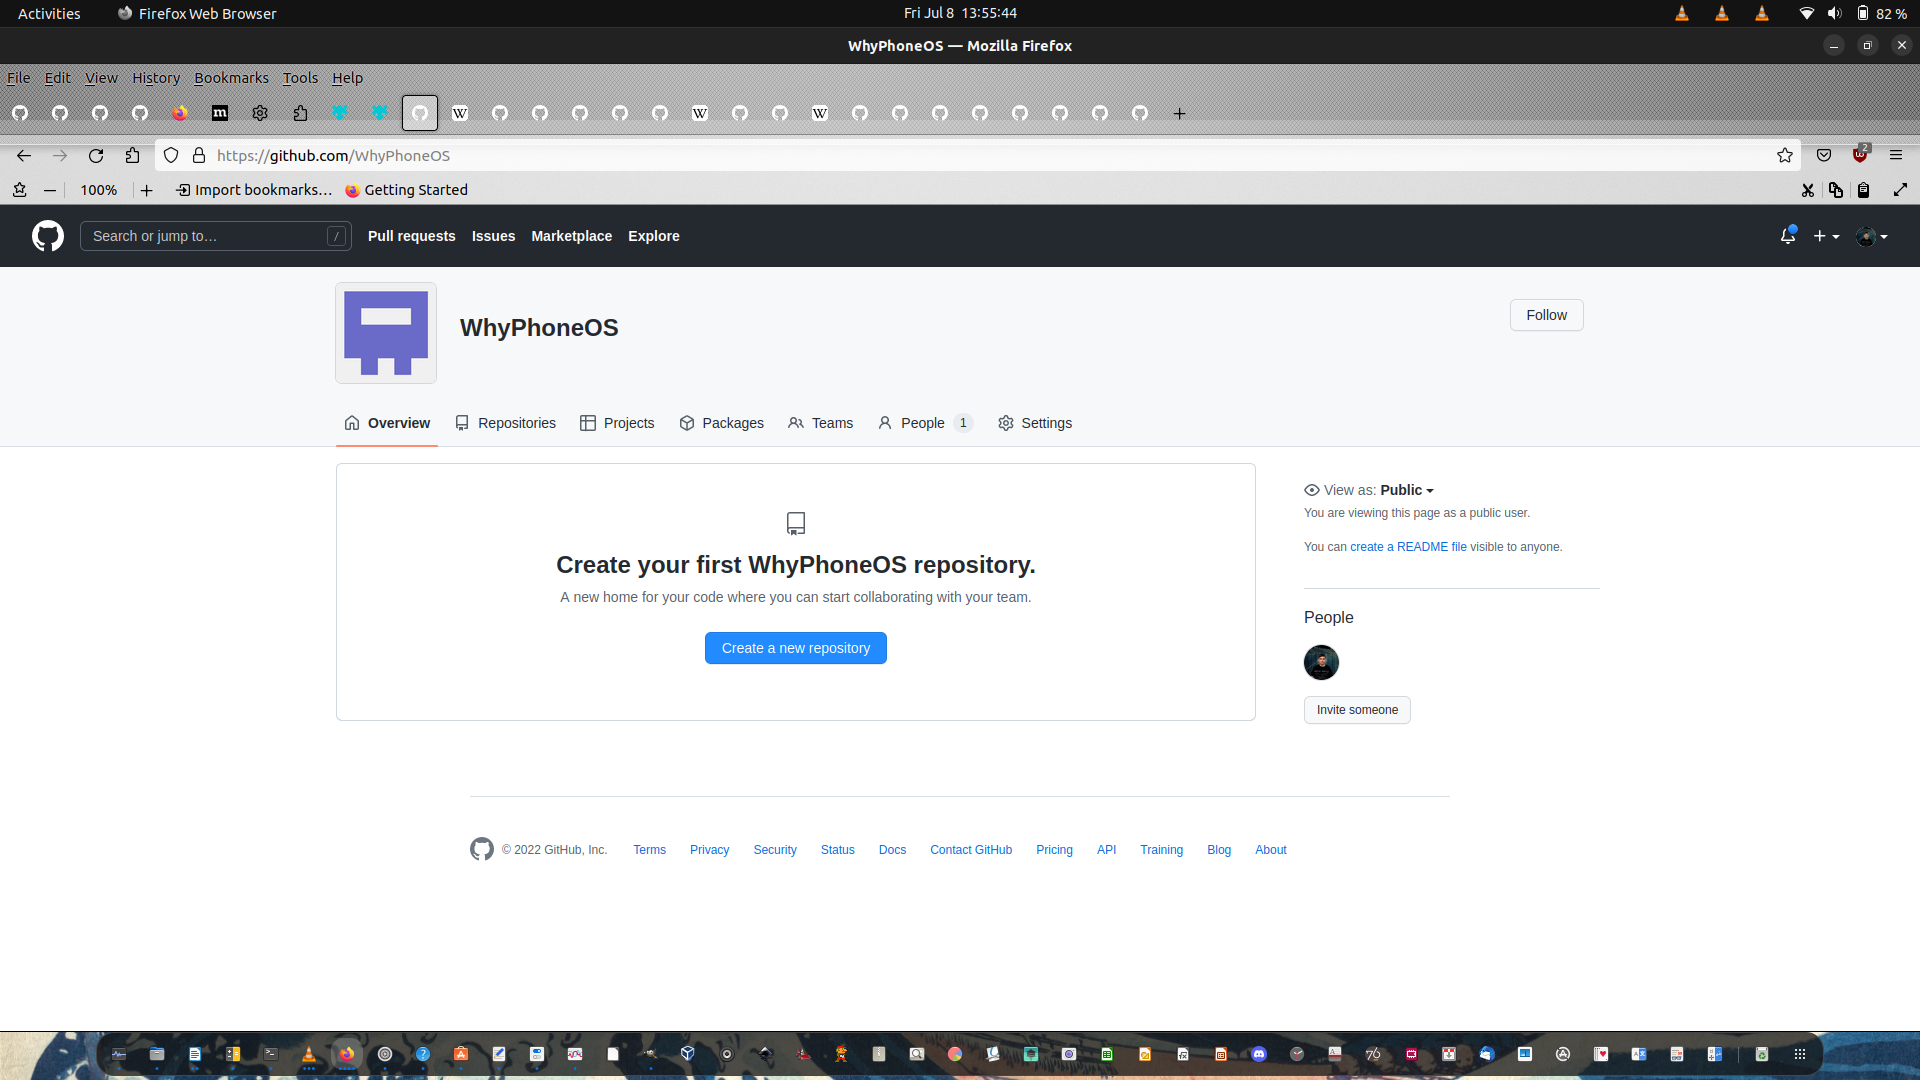 Activities Firefox Web Browser Fri Jul 8 13:55:44 82 %
WhyPhoneOS — Mozilla Firefox
File Edit View History Bookmarks Tools Help
https://github.com/WhyPhoneOS 2
100% Import bookmarks… Getting Started
Search or jump to… / Pull requests Issues Marketplace Explore
WhyPhoneOS
Follow
Overview Repositories Projects Packages Teams People 1 Settings
View as: Public
You are viewing this page as a public user.
You can create a README file visible to anyone.
Create your first WhyPhoneOS repository.
A new home for your code where you can start collaborating with your team.
Create a new repository
People
Invite someone
© 2022 GitHub, Inc. Terms Privacy Security Status Docs Contact GitHub Pricing API Training Blog About